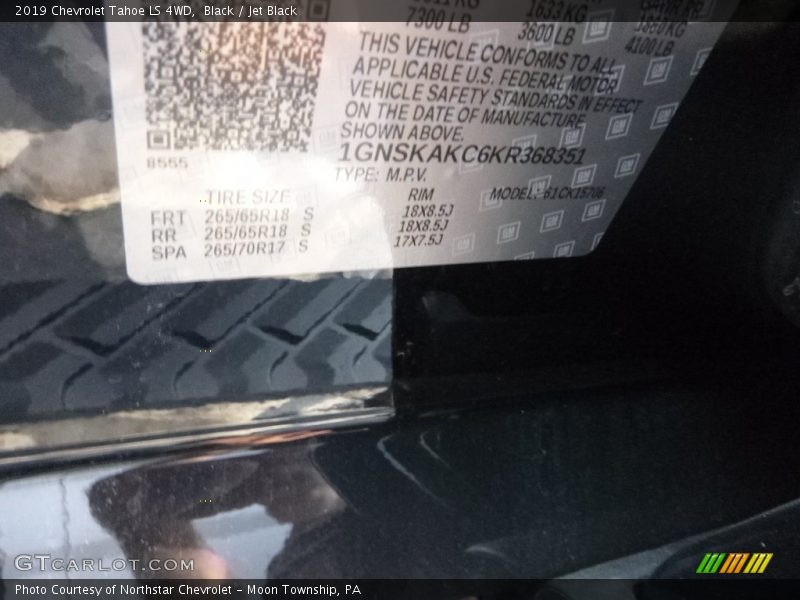 2019 Chevrolet Tahoe LS 4WD, Black / Jet Black
7300 LB 3600 LB 4100 LB
THIS VEHICLE CONFORMS TO ALL
APPLICABLE U.S. FEDERAL MOTOR
VEHICLE SAFETY STANDARDS IN EFFECT
ON THE DATE OF MANUFACTURE
SHOWN ABOVE.
8555
1GNSKAKC6KR368351
TYPE: M.P.V.
TIRE SIZE RIM MODEL: 61CK15706
FRT 265/65R18 S 18X8.5J
RR 265/65R18 S 18X8.5J
SPA 265/70R17 S 17X7.5J
GTcarlot.com
Photo Courtesy of Northstar Chevrolet - Moon Township, PA